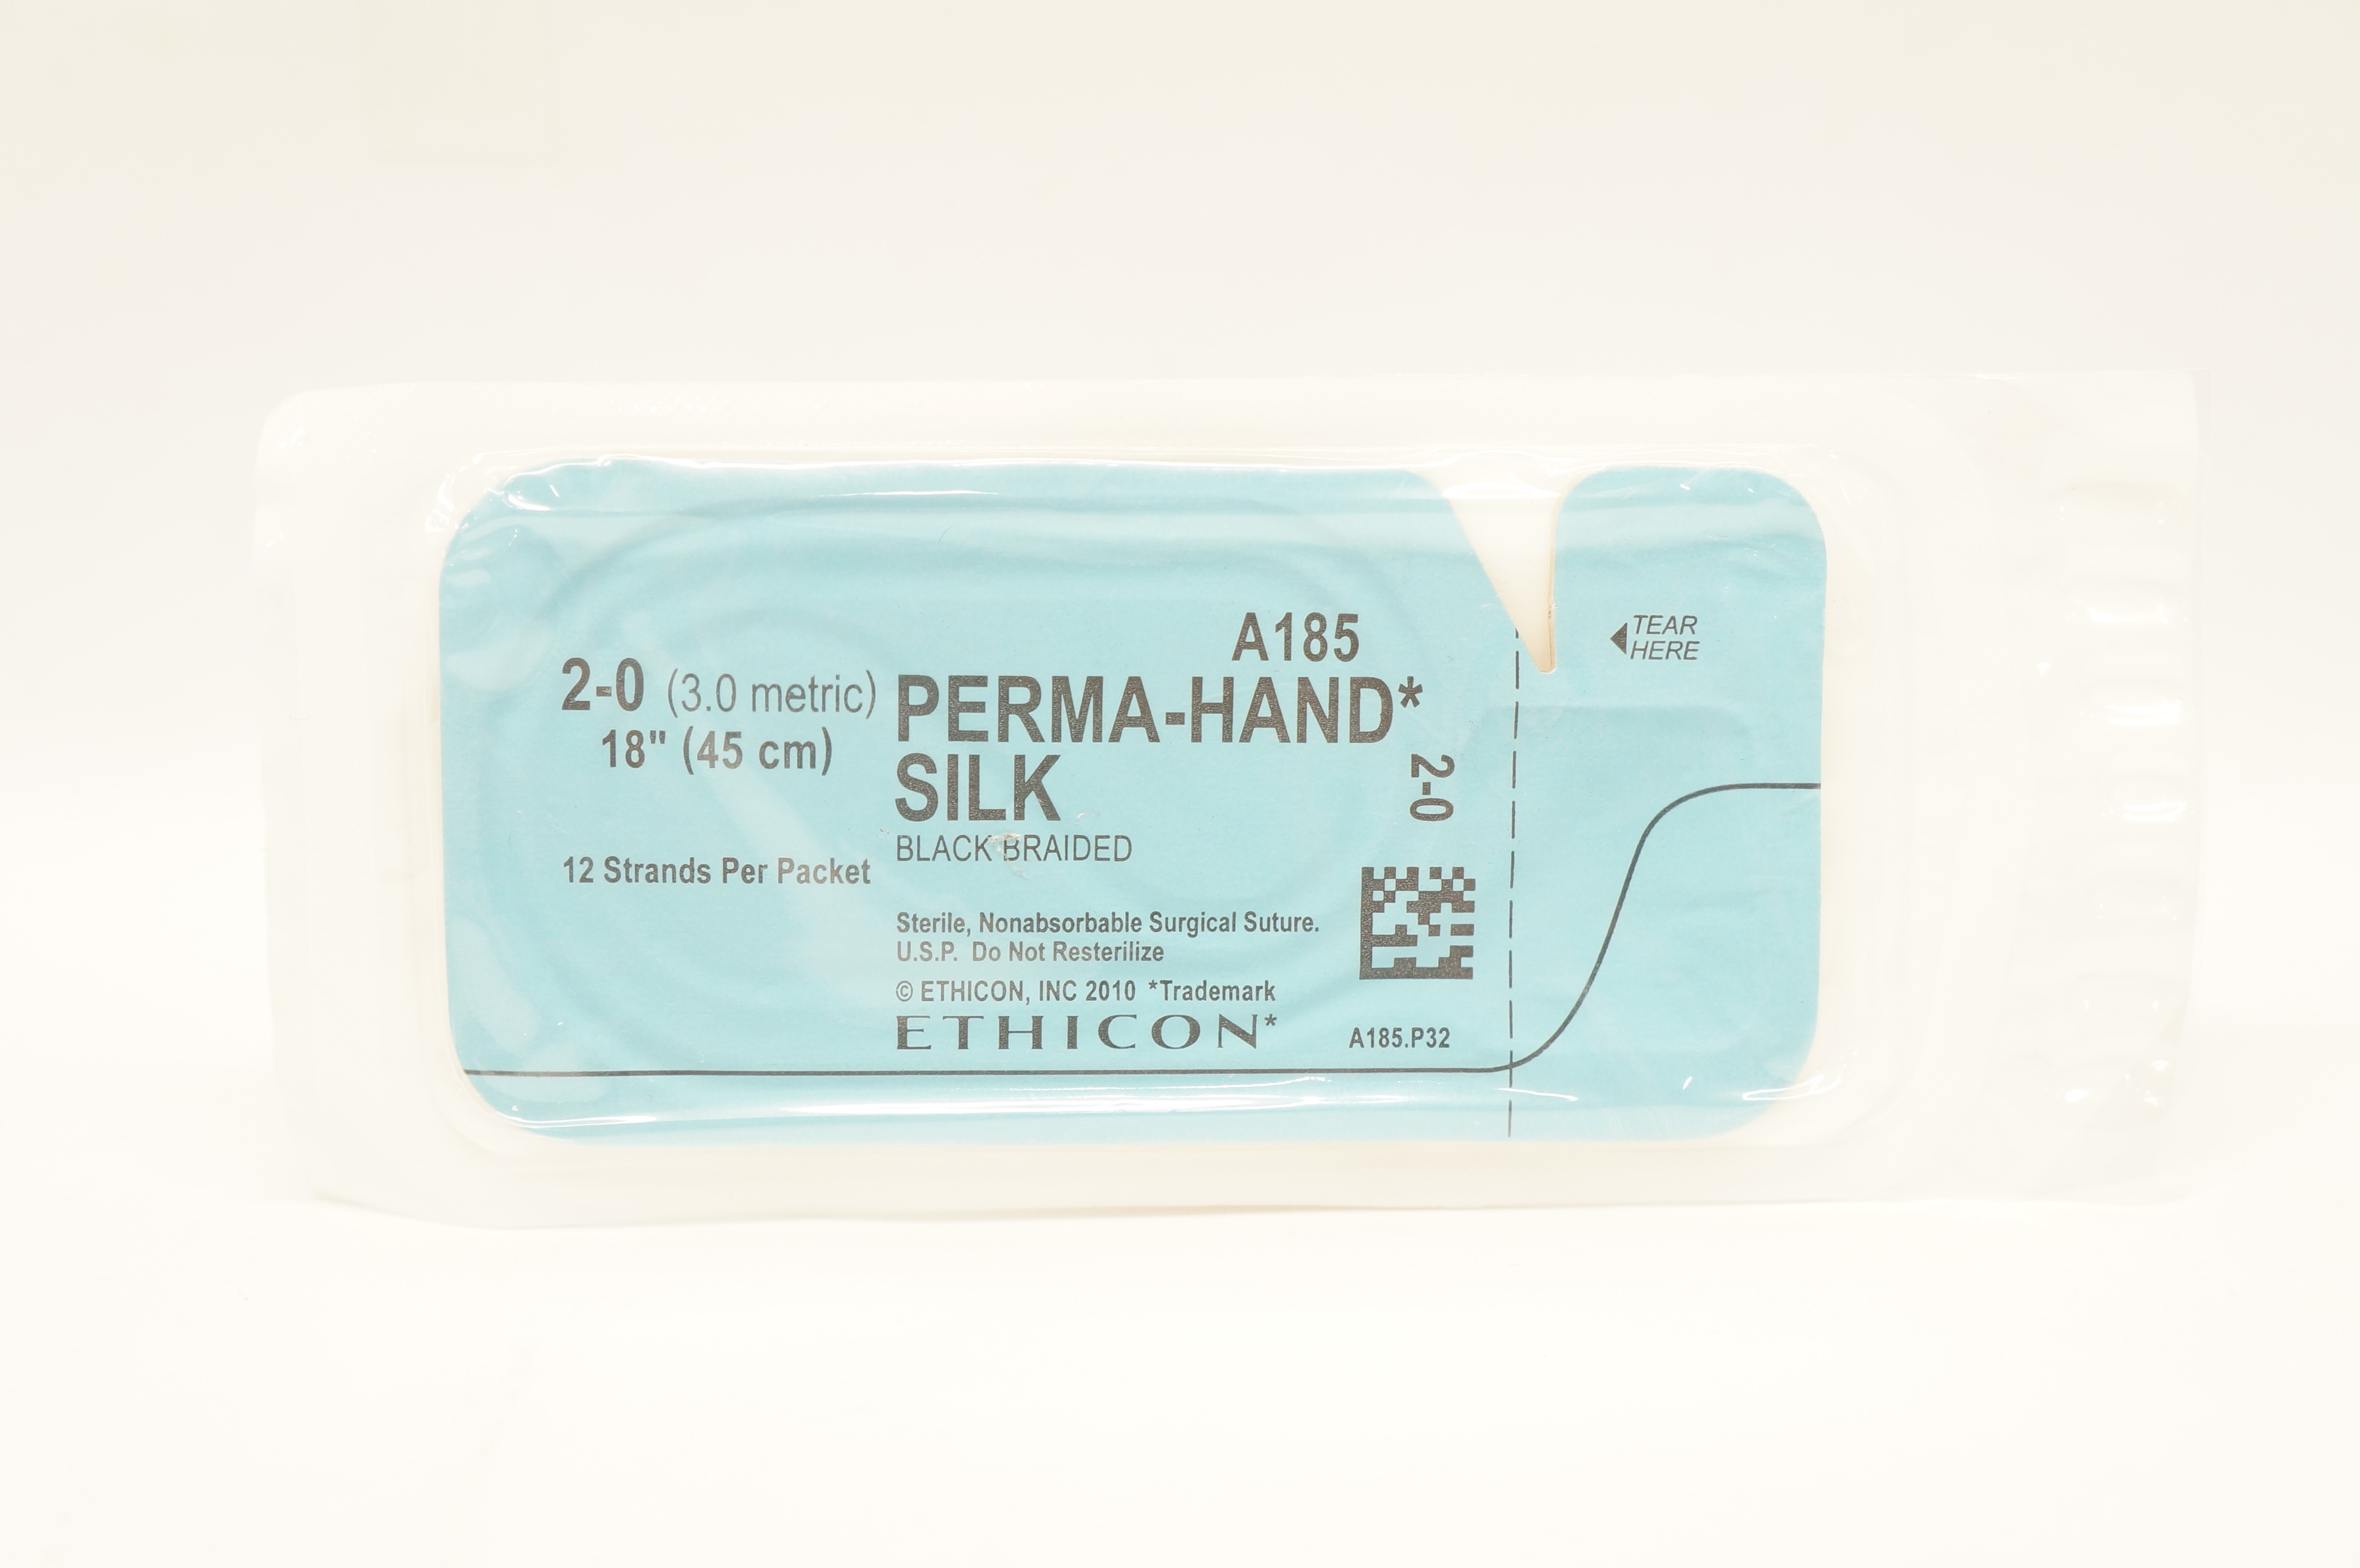 A185
2-0 (3.0 metric)
18" (45 cm)
PERMA-HAND*
SILK
BLACK BRAIDED
12 Strands Per Packet
2-0
Sterile, Nonabsorbable Surgical Suture.
U.S.P. Do Not Resterilize
© ETHICON, INC 2010 *Trademark
ETHICON*
A185.P32
TEAR
HERE